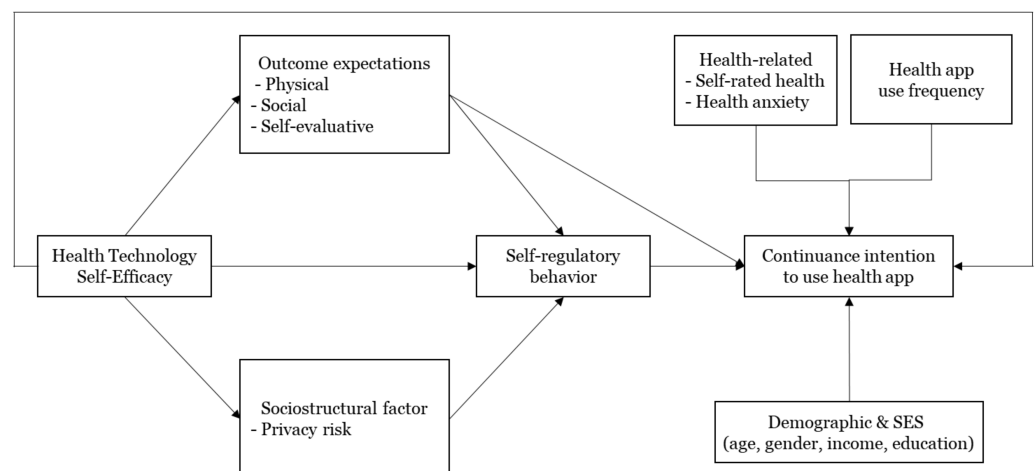 Outcome expectations
- Physical
- Social
- Self-evaluative
Health-related
- Self-rated health
- Health anxiety
Health app
use frequency
Health Technology
Self-Efficacy
Self-regulatory
behavior
Continuance intention
to use health app
Sociostructural factor
- Privacy risk
Demographic & SES
(age, gender, income, education)